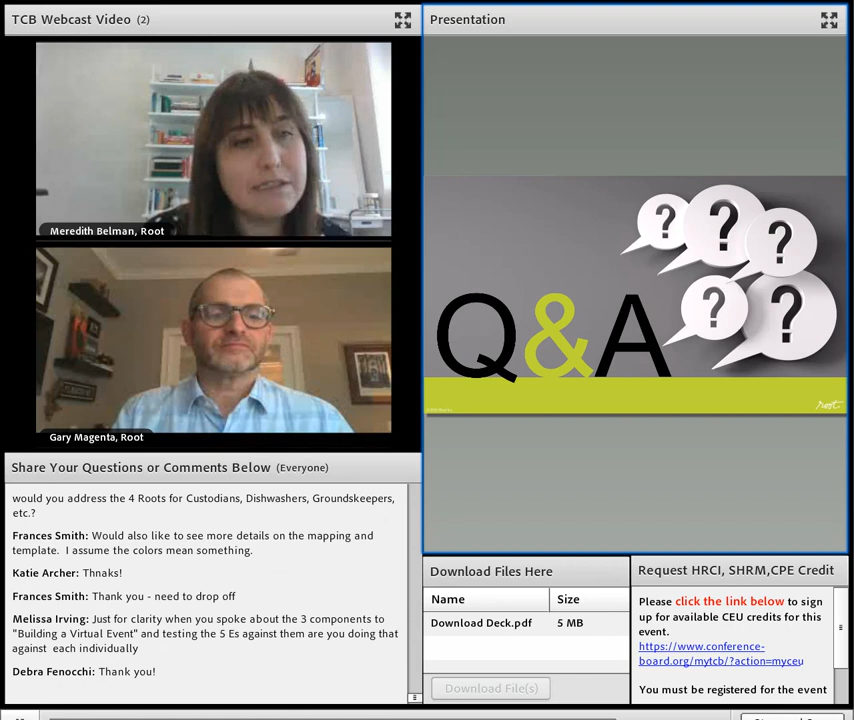 TCB Webcast Video (2)
Meredith Belman, Root
Gary Magenta, Root
Share Your Questions or Comments Below (Everyone)
would you address the 4 Roots for Custodians, Dishwashers, Groundskeepers,
etc.?
Frances Smith: Would also like to see more details on the mapping and
template. I assume the colors mean something.
Katie Archer: Thnaks!
Frances Smith: Thank you - need to drop off
Melissa Irving: Just for clarity when you spoke about the 3 components to
"Building a Virtual Event" and testing the 5 Es against them are you doing that
against each individually
Debra Fenocchi: Thank you!
Presentation
? ? ?
? ?
Q&A
root
Download Files Here
Name Size
Download Deck.pdf 5 MB
Download File(s)
Request HRCI, SHRM,CPE Credit
Please click the link below to sign
up for available CEU credits for this
event.
https://www.conference-
board.org/mytcb/?action=myceu
You must be registered for the event